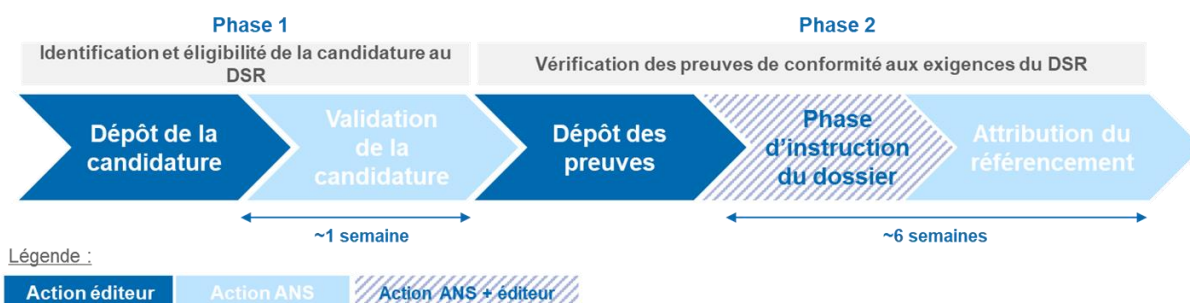 Phase 1
Phase 2
Identification et éligibilité de la candidature au
DSR
Vérification des preuves de conformité aux exigences du DSR
Dépôt de la
candidature
Validation
de la
candidature
Dépôt des
preuves
Phase
d'instruction
du dossier
Attribution du
référencement
~1 semaine
~6 semaines
Légende :
Action éditeur
Action ANS
Action ANS + éditeur